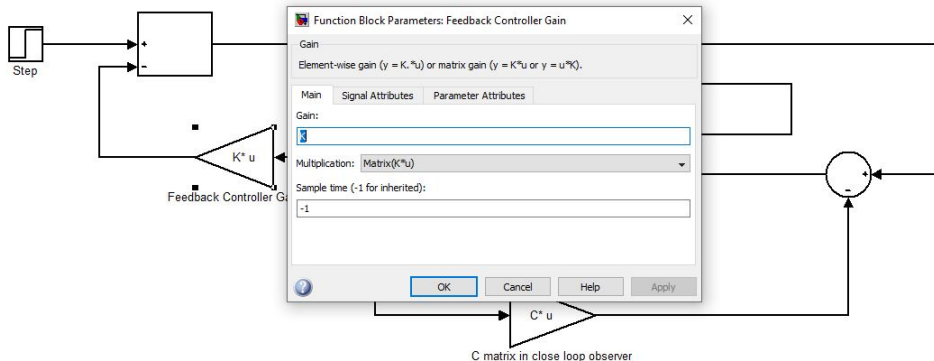 Function Block Parameters: Feedback Controller Gain
Gain
Element-wise gain (y = K.*u) or matrix gain (y = K*u or y = u*K).
Main Signal Attributes Parameter Attributes
Gain:
K
Multiplication: Matrix(K*u)
Sample time (-1 for inherited):
-1
OK Cancel Help Apply
+
-
Step
K* u
Feedback Controller Ga
+
-
C* u
C matrix in close loop observer